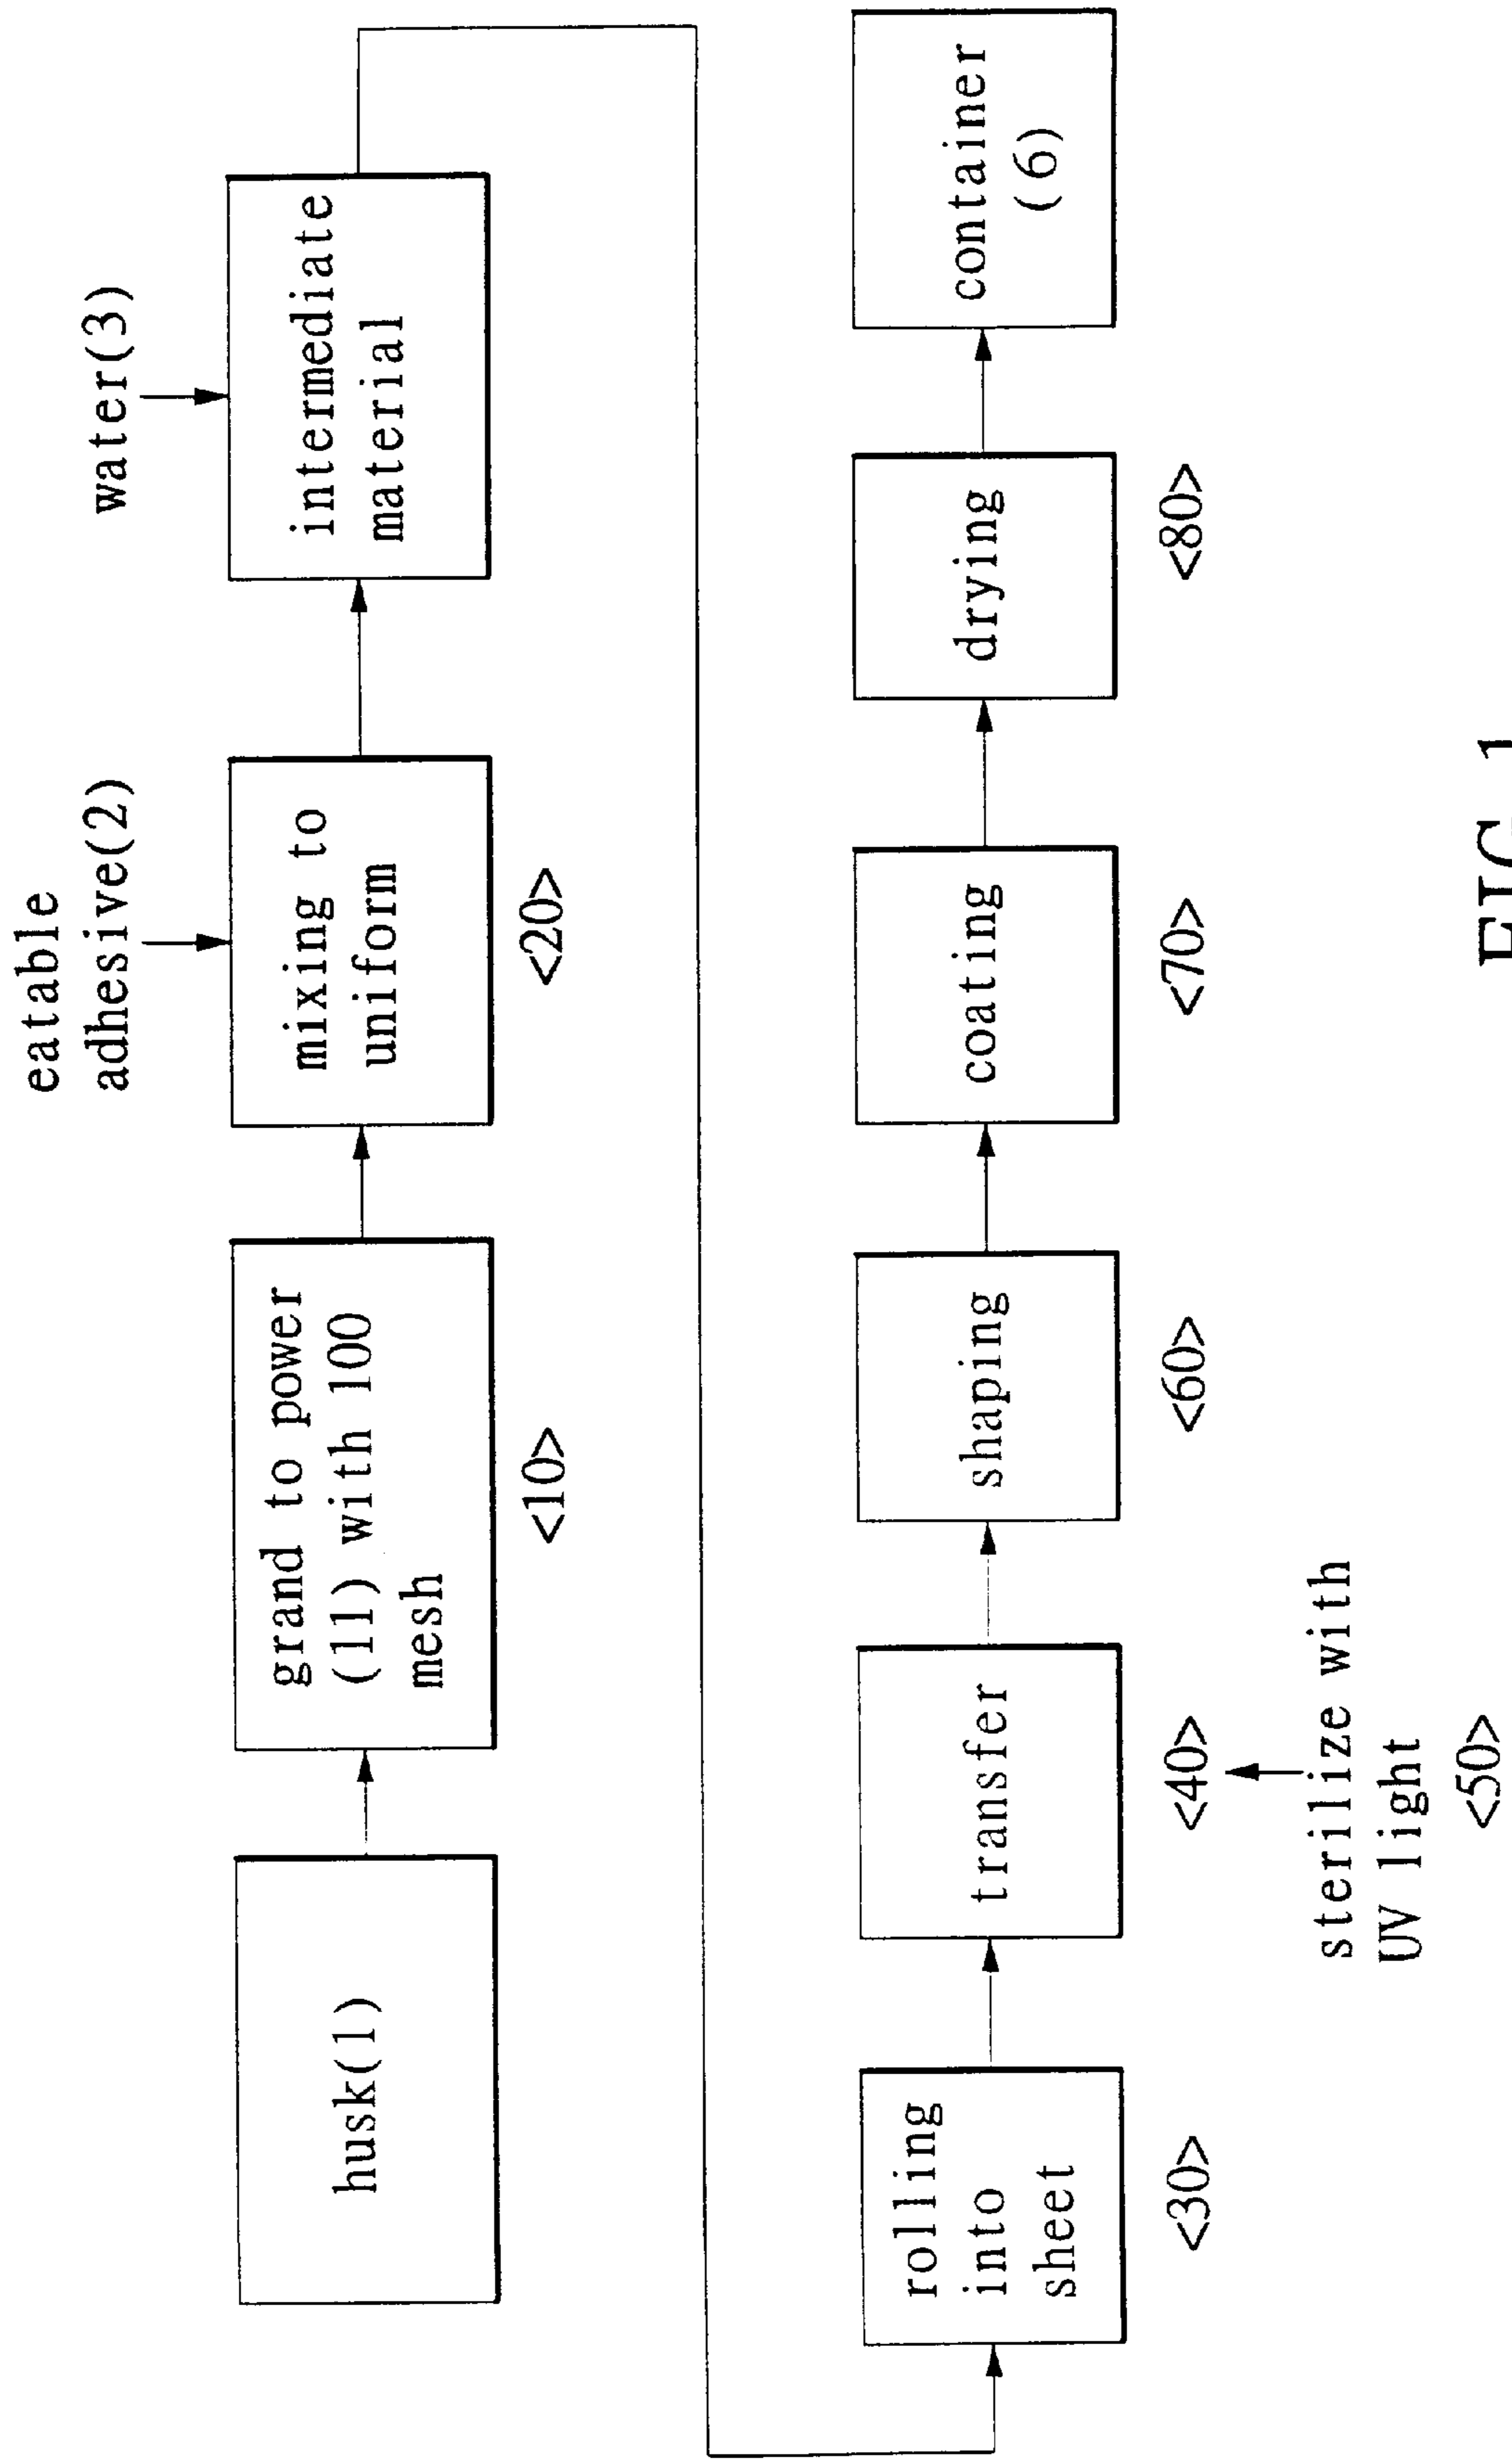 husk(1)
grand to power
(11) with 100
mesh
<10>
eatable
adhesive(2)
mixing to
uniform
<20>
water(3)
intermediate
material
rolling
into
sheet
<30>
transfer
<40>
sterilize with
UV light
<50>
shaping
<60>
coating
<70>
drying
<80>
container
(6)
FIG. 1